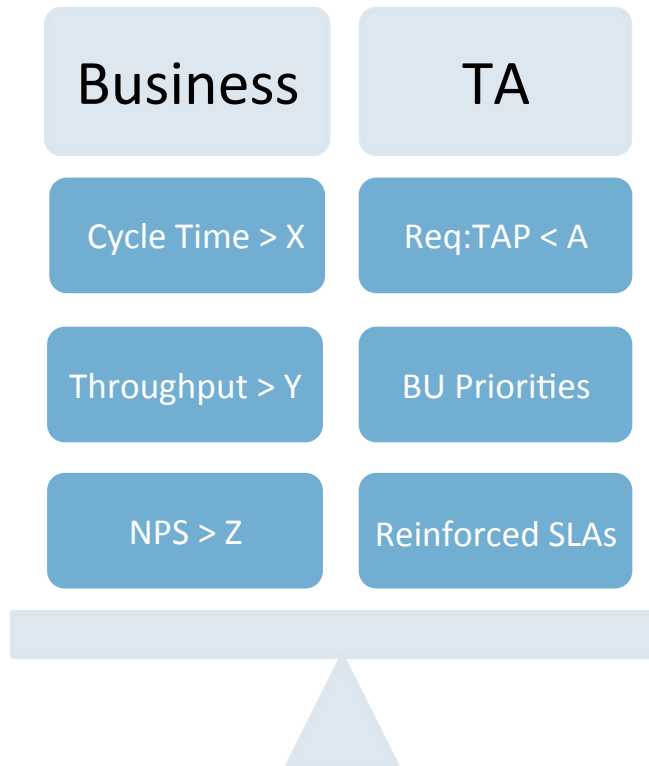 Business
TA
Cycle Time > X
Req:TAP < A
Throughput > Y
BU Priorities
NPS > Z
Reinforced SLAs